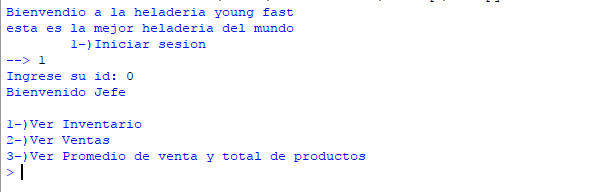 Bienvendio a la heladeria young fast
esta es la mejor heladeria del mundo
1-)Iniciar sesion
--> 1
Ingrese su id: 0
Bienvenido Jefe
1-)Ver Inventario
2-)Ver Ventas
3-)Ver Promedio de venta y total de productos
>